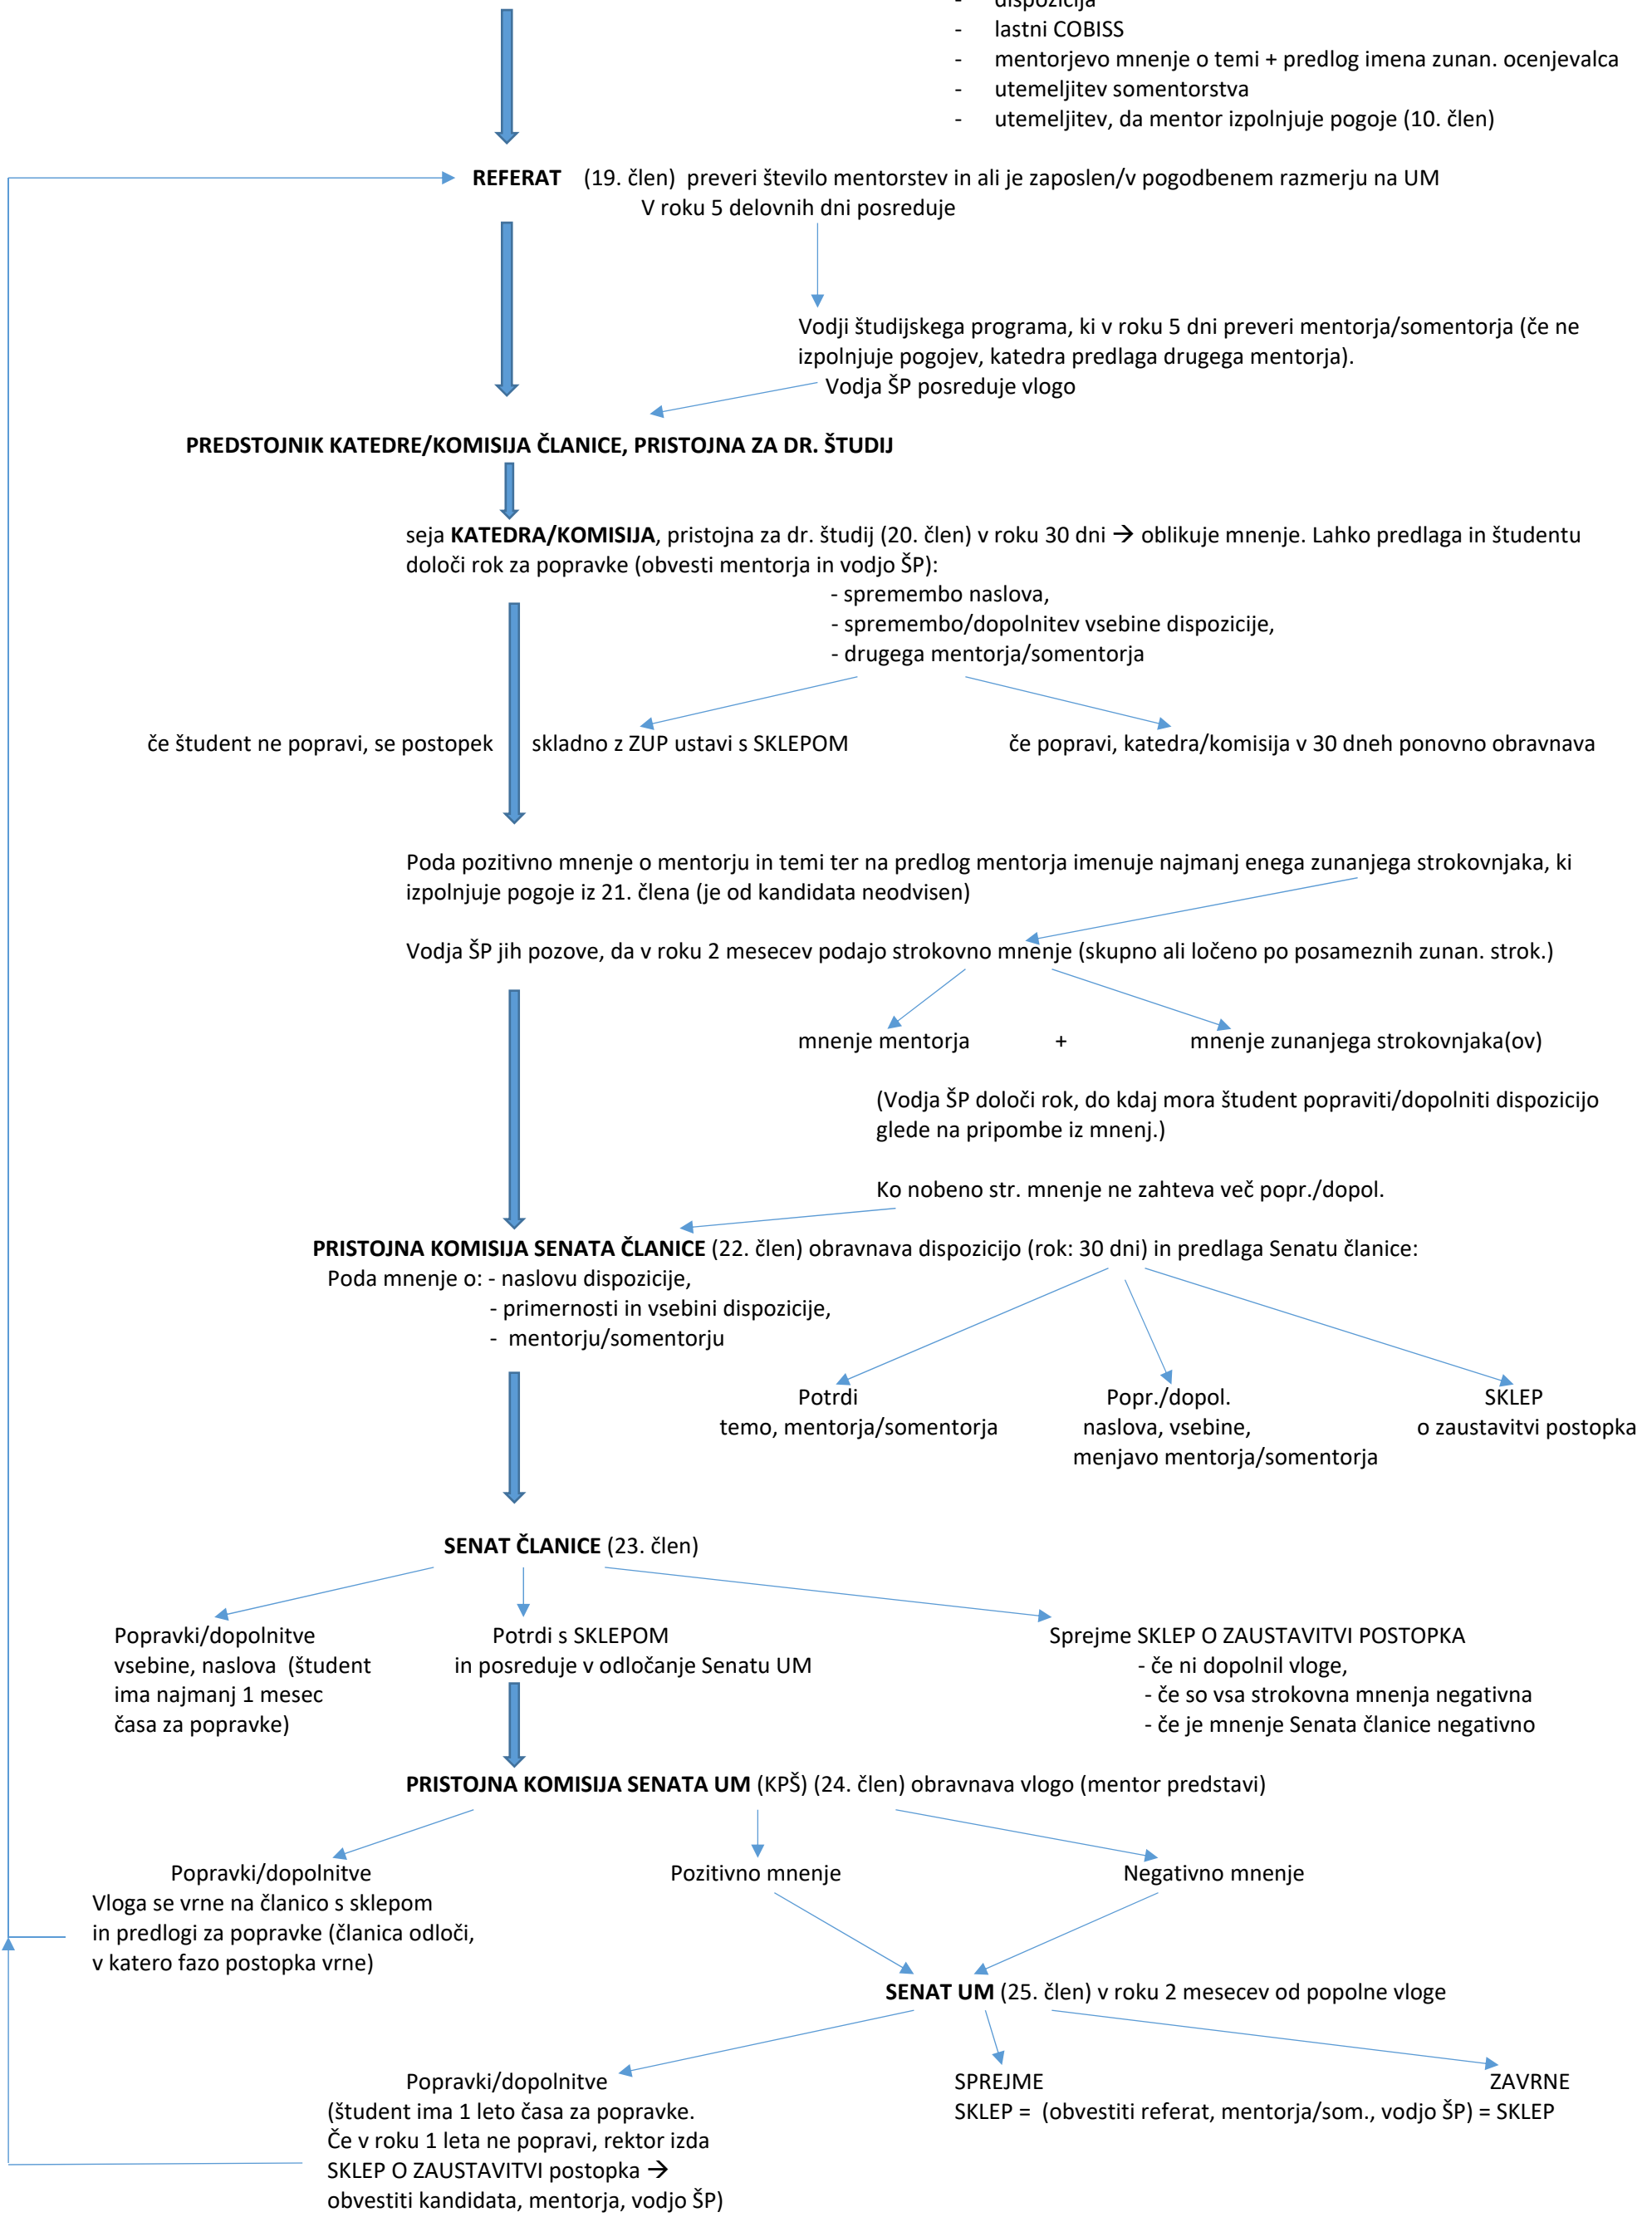 - dispozicija
- lastni COBISS
- mentorjevo mnenje o temi + predlog imena zunan. ocenjevalca
- utemeljitev somentorstva
- utemeljitev, da mentor izpolnjuje pogoje (10. člen)
REFERAT (19. člen) preveri število mentorstev in ali je zaposlen/v pogodbenem razmerju na UM
V roku 5 delovnih dni posreduje
Vodji študijskega programa, ki v roku 5 dni preveri mentorja/somentorja (če ne
izpolnjuje pogojev, katedra predlaga drugega mentorja).
Vodja ŠP posreduje vlogo
PREDSTOJNIK KATEDRE/KOMISIJA ČLANICE, PRISTOJNA ZA DR. ŠTUDIJ
seja KATEDRA/KOMISIJA, pristojna za dr. študij (20. člen) v roku 30 dni → oblikuje mnenje. Lahko predlaga in študentu
določi rok za popravke (obvesti mentorja in vodjo ŠP):
- spremembo naslova,
- spremembo/dopolnitev vsebine dispozicije,
- drugega mentorja/somentorja
če študent ne popravi, se postopek skladno z ZUP ustavi s SKLEPOM
če popravi, katedra/komisija v 30 dneh ponovno obravnava
Poda pozitivno mnenje o mentorju in temi ter na predlog mentorja imenuje najmanj enega zunanjega strokovnjaka, ki
izpolnjuje pogoje iz 21. člena (je od kandidata neodvisen)
Vodja ŠP jih pozove, da v roku 2 mesecev podajo strokovno mnenje (skupno ali ločeno po posameznih zunan. strok.)
mnenje mentorja + mnenje zunanjega strokovnjaka(ov)
(Vodja ŠP določi rok, do kdaj mora študent popraviti/dopolniti dispozicijo
glede na pripombe iz mnenj.)
Ko nobeno str. mnenje ne zahteva več popr./dopol.
PRISTOJNA KOMISIJA SENATA ČLANICE (22. člen) obravnava dispozicijo (rok: 30 dni) in predlaga Senatu članice:
Poda mnenje o: - naslovu dispozicije,
- primernosti in vsebini dispozicije,
- mentorju/somentorju
Potrdi
temo, mentorja/somentorja
Popr./dopol.
naslova, vsebine,
menjavo mentorja/somentorja
SKLEP
o zaustavitvi postopka
SENAT ČLANICE (23. člen)
Popravki/dopolnitve
vsebine, naslova (študent
ima najmanj 1 mesec
časa za popravke)
Potrdi s SKLEPOM
in posreduje v odločanje Senatu UM
Sprejme SKLEP O ZAUSTAVITVI POSTOPKA
- če ni dopolnil vloge,
- če so vsa strokovna mnenja negativna
- če je mnenje Senata članice negativno
PRISTOJNA KOMISIJA SENATA UM (KPŠ) (24. člen) obravnava vlogo (mentor predstavi)
Popravki/dopolnitve
Vloga se vrne na članico s sklepom
in predlogi za popravke (članica odloči,
v katero fazo postopka vrne)
Pozitivno mnenje
Negativno mnenje
SENAT UM (25. člen) v roku 2 mesecev od popolne vloge
Popravki/dopolnitve
(študent ima 1 leto časa za popravke.
Če v roku 1 leta ne popravi, rektor izda
SKLEP O ZAUSTAVITVI postopka →
obvestiti kandidata, mentorja, vodjo ŠP)
SPREJME ZAVRNE
SKLEP = (obvestiti referat, mentorja/som., vodjo ŠP) = SKLEP